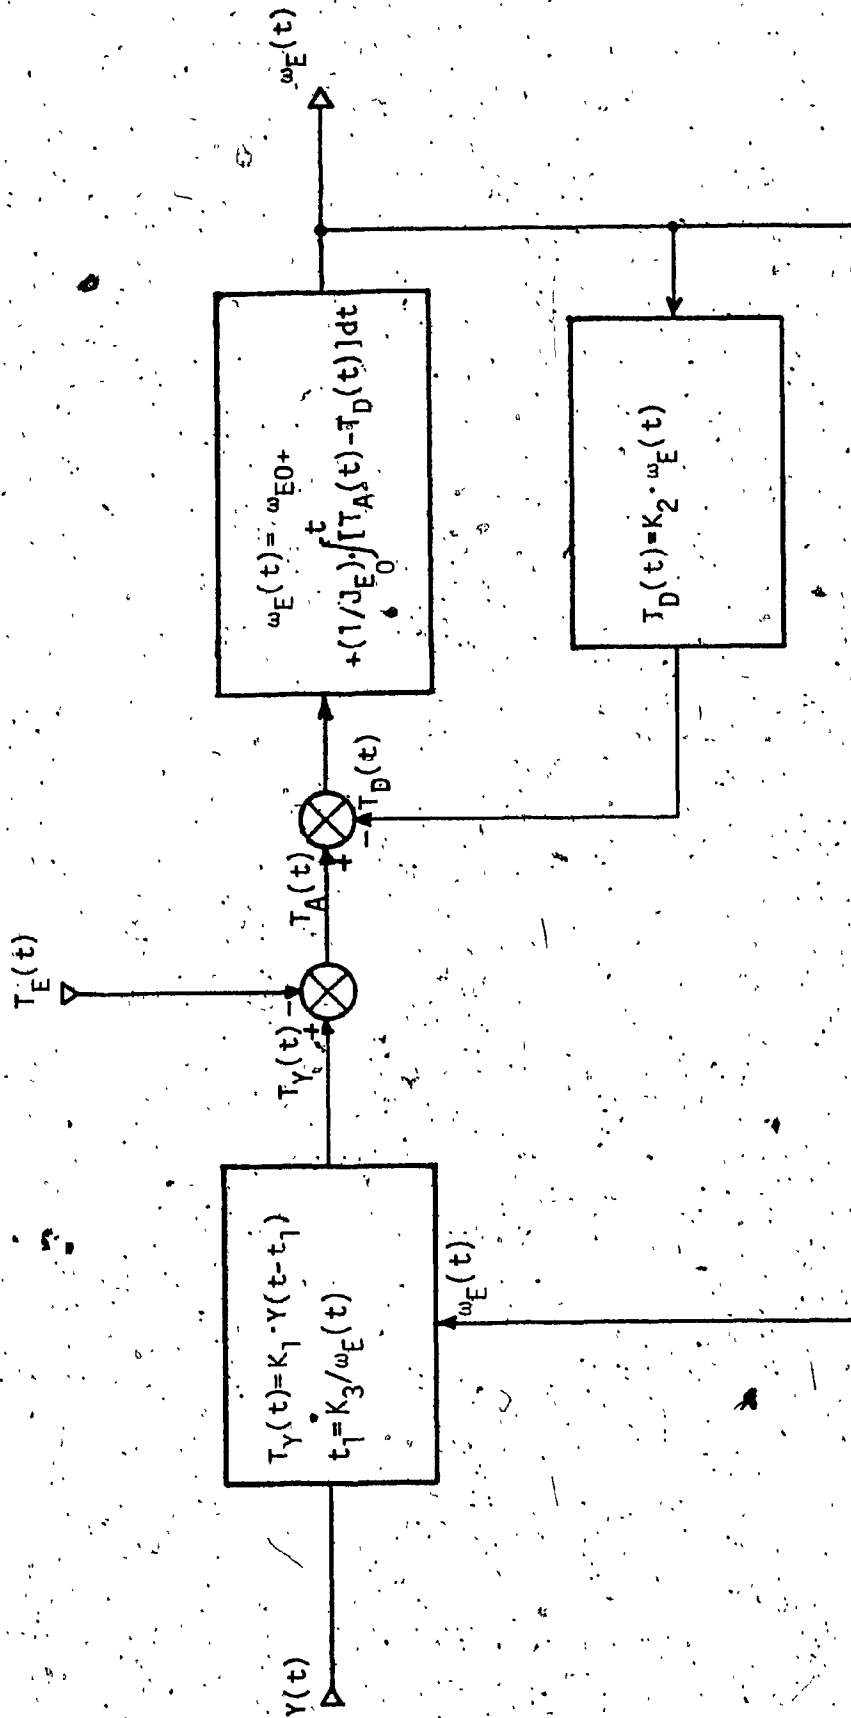 Y(t)
T_Y(t)=K_1·Y(t-t_1)
t_1=K_3/ω_E(t)
ω_E(t)
T_Y(t)
+
-
T_E(t)
T_A(t)
+
-
T_D(t)
ω_E(t)= ω_E0+
+(1/J_E)·∫_0^t[T_A(t)-T_D(t)]dt
T_D(t)=K_2·ω_E(t)
ω_E(t)